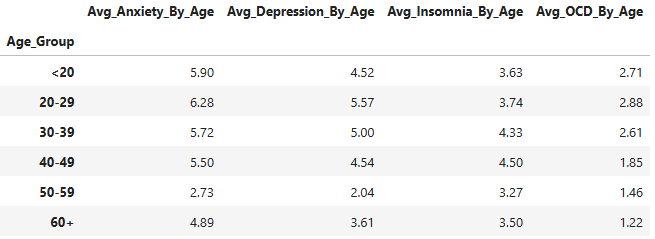 Avg_Anxiety_By_Age Avg_Depression_By_Age Avg_Insomnia_By_Age Avg_OCD_By_Age
Age_Group
<20 5.90 4.52 3.63 2.71
20-29 6.28 5.57 3.74 2.88
30-39 5.72 5.00 4.33 2.61
40-49 5.50 4.54 4.50 1.85
50-59 2.73 2.04 3.27 1.46
60+ 4.89 3.61 3.50 1.22